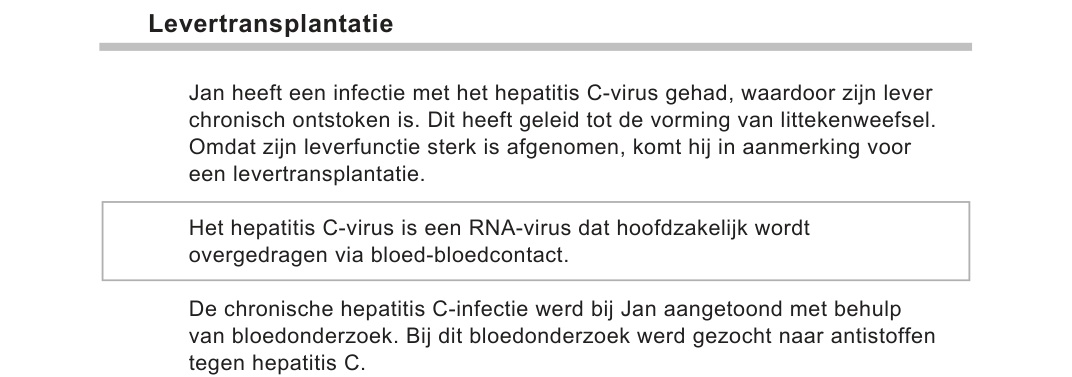 Levertransplantatie
Jan heeft een infectie met het hepatitis C-virus gehad, waardoor zijn lever
chronisch ontstoken is. Dit heeft geleid tot de vorming van littekenweefsel.
Omdat zijn leverfunctie sterk is afgenomen, komt hij in aanmerking voor
een levertransplantatie.
Het hepatitis C-virus is een RNA-virus dat hoofdzakelijk wordt
overgedragen via bloed-bloedcontact.
De chronische hepatitis C-infectie werd bij Jan aangetoond met behulp
van bloedonderzoek. Bij dit bloedonderzoek werd gezocht naar antistoffen
tegen hepatitis C.